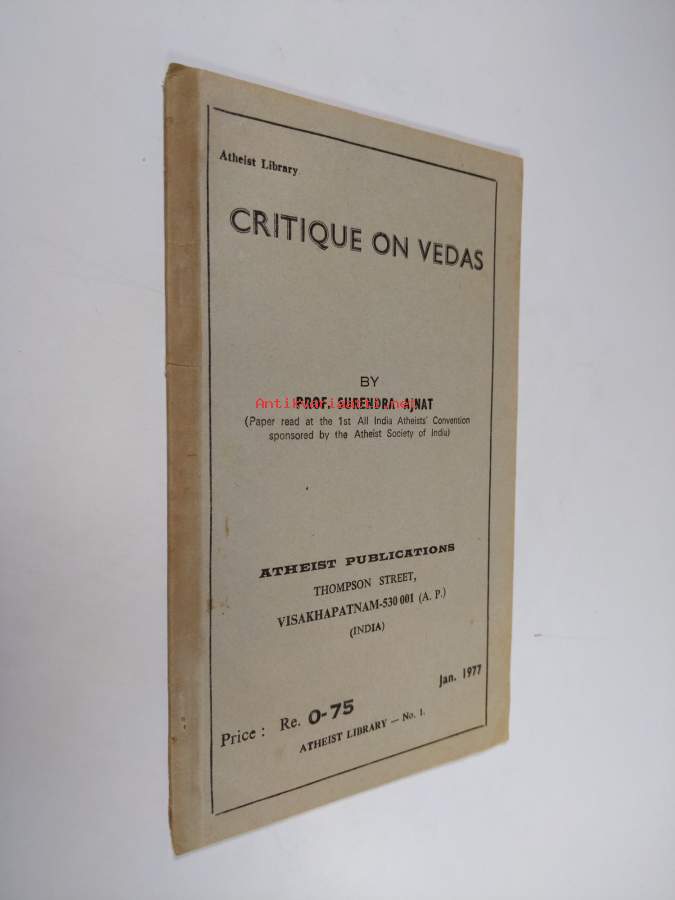 Atheist Library
CRITIQUE ON VEDAS
BY
PROF. SURENDRA AJNAT
(Paper read at the 1st All India Atheists' Convention
sponsored by the Atheist Society of India)
ATHEIST PUBLICATIONS
THOMPSON STREET,
VISAKHAPATNAM-530 001 (A. P.)
(INDIA)
Jan. 1977
Price : Re. 0-75
ATHEIST LIBRARY — No. 1.